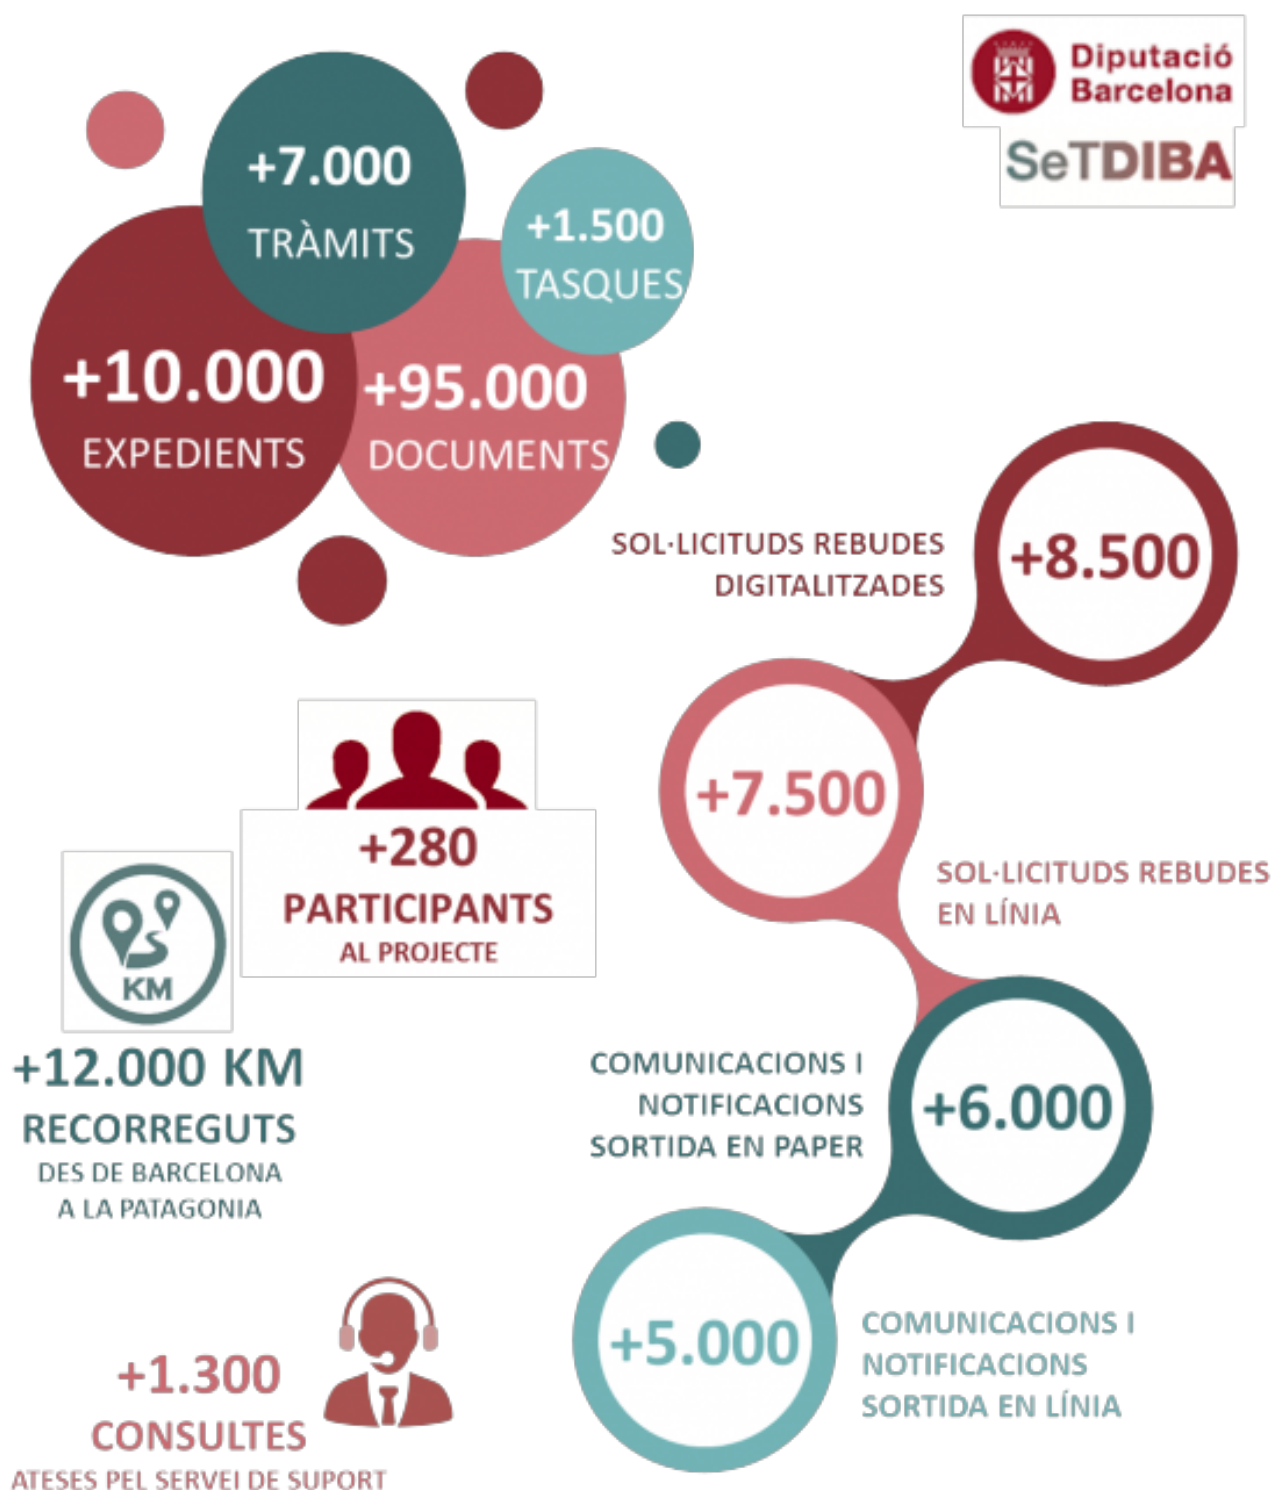 Diputació
Barcelona
SeTDIBA
+7.000
TRÀMITS
+1.500
TASQUES
+10.000
EXPEDIENTS
+95.000
DOCUMENTS
SOL·LICITUDS REBUDES
DIGITALITZADES
+8.500
+7.500
SOL·LICITUDS REBUDES
EN LÍNIA
+280
PARTICIPANTS
AL PROJECTE
KM
+12.000 KM
RECORREGUTS
DES DE BARCELONA
A LA PATAGONIA
COMUNICACIONS I
NOTIFICACIONS
SORTIDA EN PAPER
+6.000
+5.000
COMUNICACIONS I
NOTIFICACIONS
SORTIDA EN LÍNIA
+1.300
CONSULTES
ATESES PEL SERVEI DE SUPORT